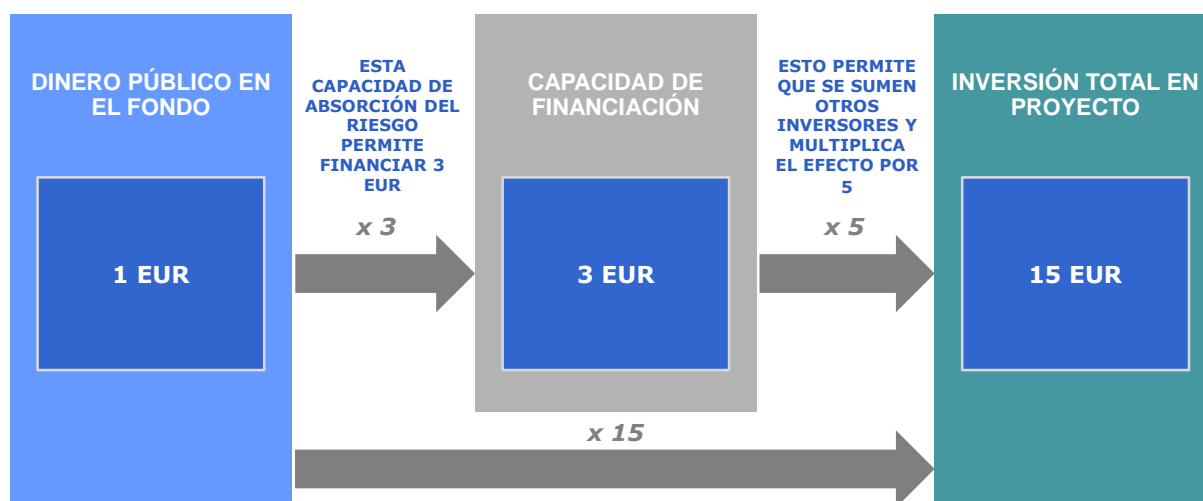 DINERO PÚBLICO EN
EL FONDO
1 EUR
ESTA
CAPACIDAD DE
ABSORCIÓN DEL
RIESGO
PERMITE
FINANCIAR 3
EUR
x 3
CAPACIDAD DE
FINANCIACIÓN
3 EUR
ESTO PERMITE
QUE SE SUMEN
OTROS
INVERSORES Y
MULTIPLICA
EL EFECTO POR
5
x 5
INVERSIÓN TOTAL EN
PROYECTO
15 EUR
x 15